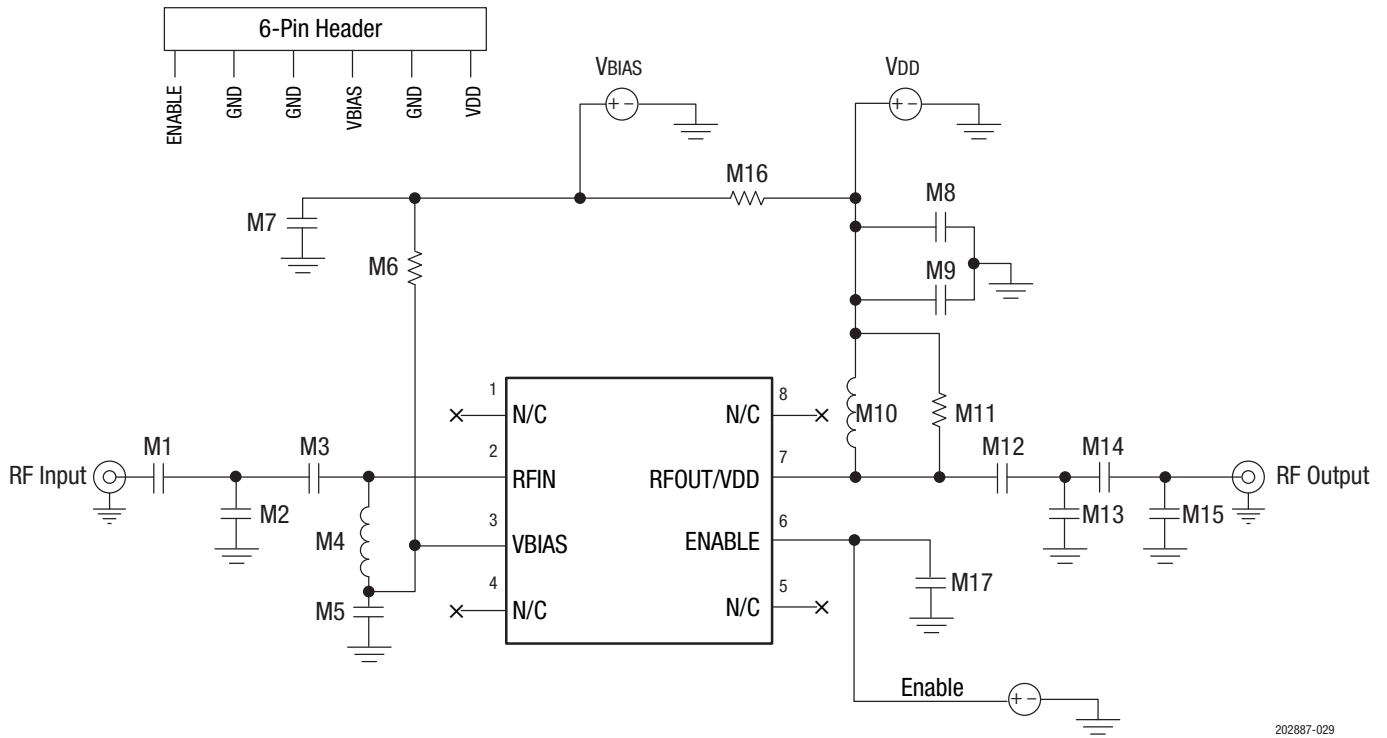 6-Pin Header
ENABLE
GND
GND
VBIAS
GND
VDD
VBIAS
VDD
+ -
+ -
M16
M7
M6
M8
M9
M10
M11
1
N/C
8
N/C
RF Input
M1
M3
2
RFIN
7
RFOUT/VDD
M12
M14
RF Output
M2
M4
3
VBIAS
6
ENABLE
M13
M15
M5
4
N/C
5
N/C
M17
Enable
+ -
202887-029